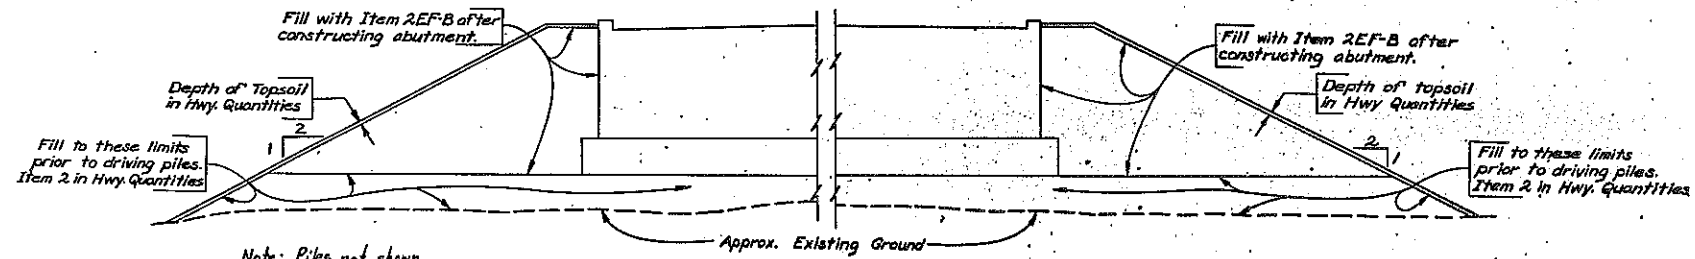 Fill with Item 2EF-B after
constructing abutment.
Depth of Topsoil
in Hwy. Quantities
2
1
Fill to these limits
prior to driving piles.
Item 2 in Hwy. Quantities
Fill with Item 2EF-B after
constructing abutment.
Depth of topsoil
in Hwy Quantities
2
1
Fill to these limits
prior to driving piles.
Item 2 in Hwy. Quantities
Approx. Existing Ground
Note: Piles not shown